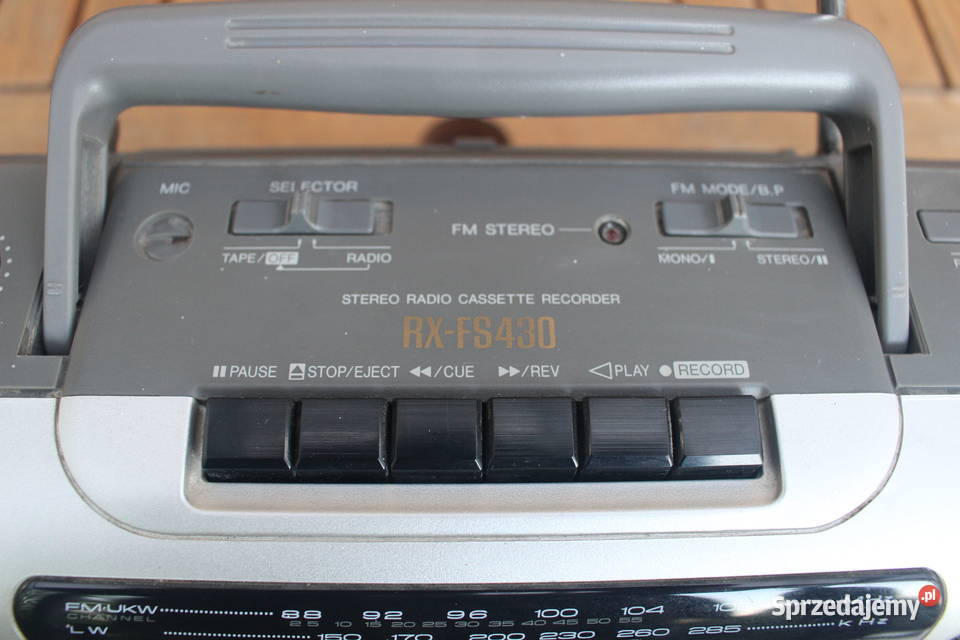 MIC
SELECTOR
TAPE/OFF
RADIO
FM STEREO
FM MODE/B.P
MONO/I
STEREO/II
STEREO RADIO CASSETTE RECORDER
RX-FS430
PAUSE STOP/EJECT /CUE /REV PLAY RECORD
FM·UKW 88 92 96 100 104
CHANNEL 2 5 10 15 20 25 30 35 40 45 50 55
LW 150 170 200 230 260 285 kHz
Sprzedajemy.pl